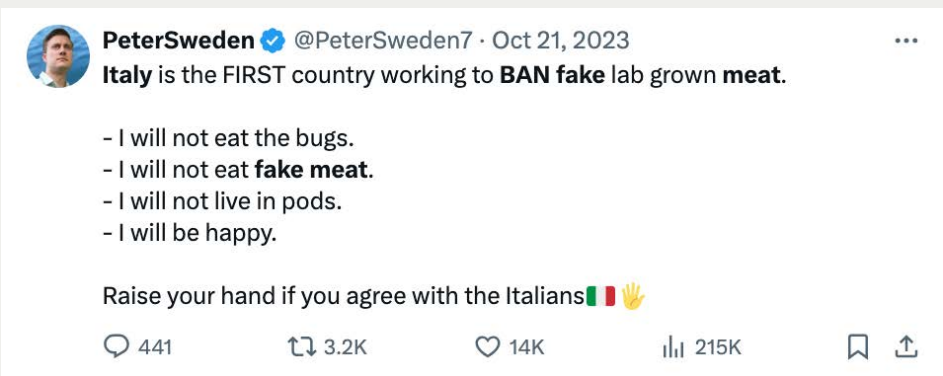 PeterSweden @PeterSweden7 · Oct 21, 2023
Italy is the FIRST country working to BAN fake lab grown meat.
- I will not eat the bugs.
- I will not eat fake meat.
- I will not live in pods.
- I will be happy.
Raise your hand if you agree with the Italians🇮🇹🖐
441 3.2K 14K 215K